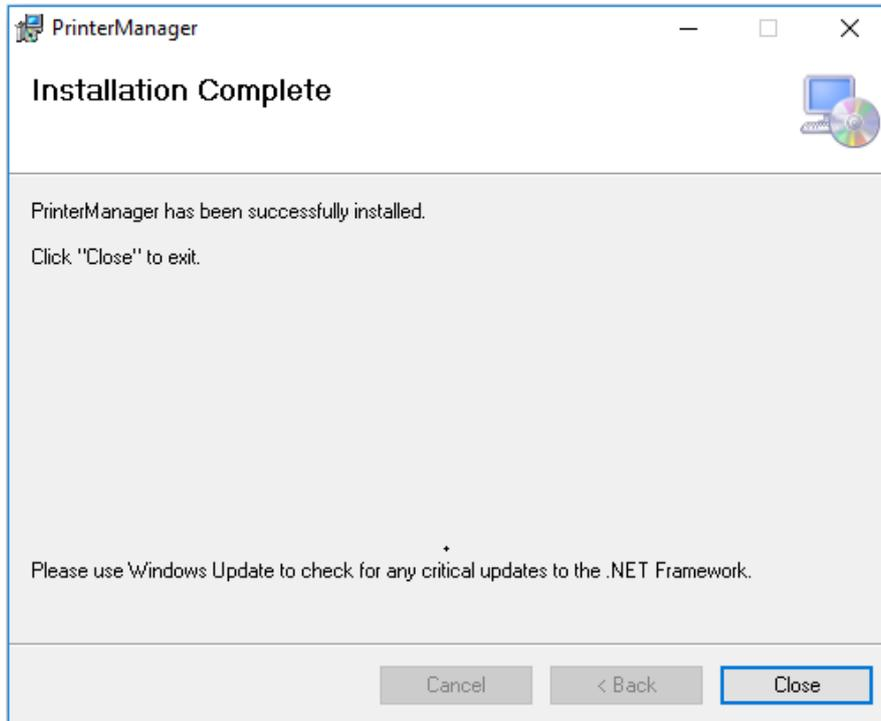 PrinterManager
Installation Complete
PrinterManager has been successfully installed.
Click "Close" to exit.
Please use Windows Update to check for any critical updates to the .NET Framework.
Cancel
< Back
Close